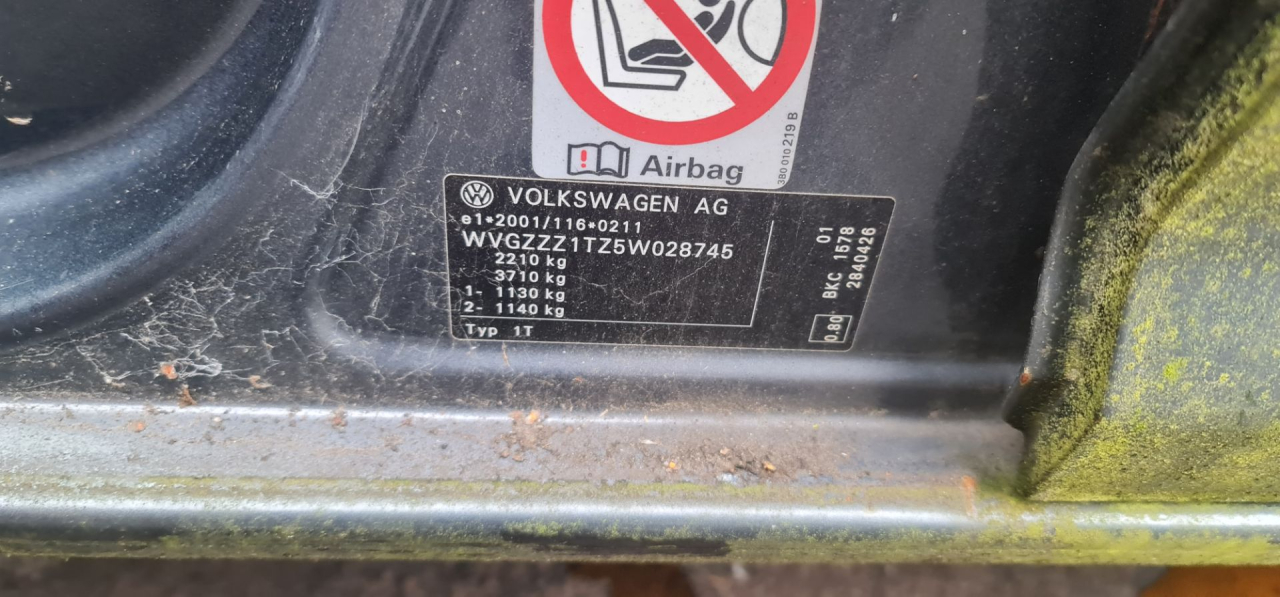 Airbag
3B0 010 219 B
VOLKSWAGEN AG
e1*2001/116*0211
WVGZZZ1TZ5W028745
2210 kg
3710 kg
1- 1130 kg
2- 1140 kg
Typ 1T
01
BKC 1578
2840426
0.80